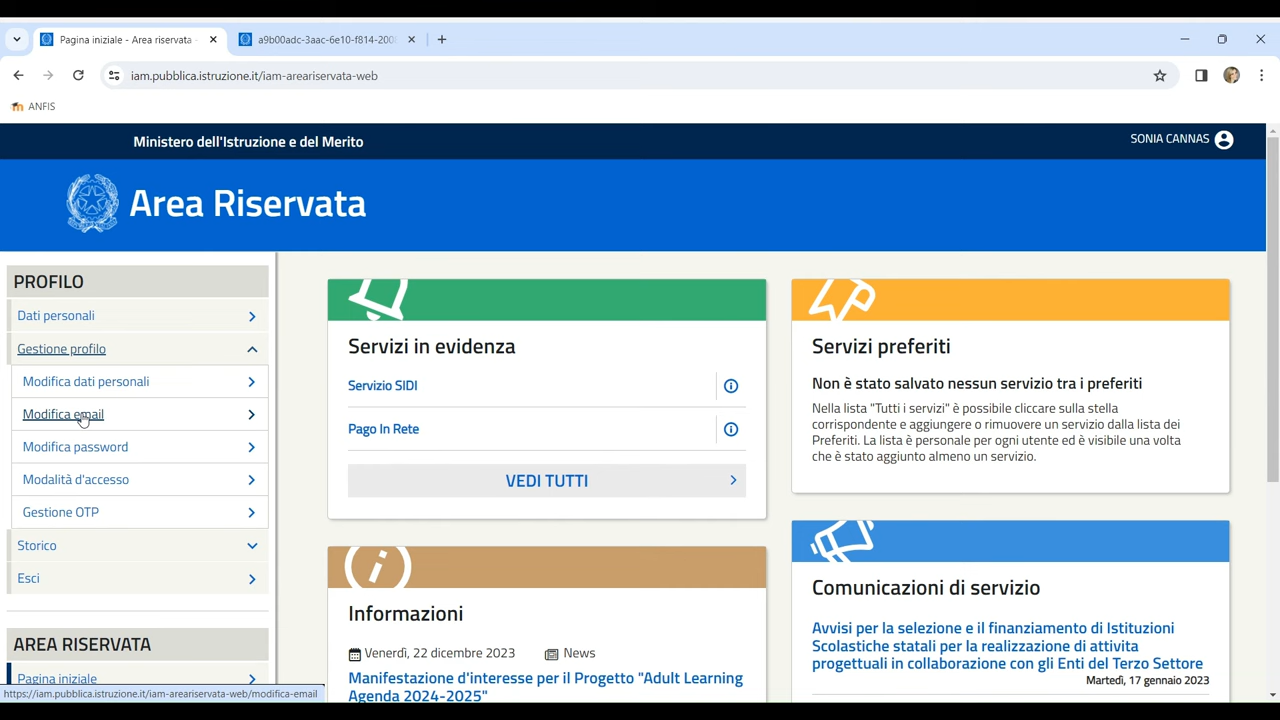 Pagina iniziale - Area riservata -
a9b00adc-3aac-6e10-f814-200
iam.pubblica.istruzione.it/iam-areariservata-web
ANFIS
Ministero dell'Istruzione e del Merito
SONIA CANNAS
Area Riservata
PROFILO
Dati personali
Gestione profilo
Modifica dati personali
Modifica email
Modifica password
Modalità d'accesso
Gestione OTP
Storico
Esci
AREA RISERVATA
Pagina iniziale
https://iam.pubblica.istruzione.it/iam-areariservata-web/modifica-email
Servizi in evidenza
Servizio SIDI
Pago In Rete
VEDI TUTTI
Informazioni
Venerdì, 22 dicembre 2023 News
Manifestazione d'interesse per il Progetto "Adult Learning
Agenda 2024-2025"
Servizi preferiti
Non è stato salvato nessun servizio tra i preferiti
Nella lista "Tutti i servizi" è possibile cliccare sulla stella
corrispondente e aggiungere o rimuovere un servizio dalla lista dei
Preferiti. La lista è personale per ogni utente ed è visibile una volta
che è stato aggiunto almeno un servizio.
Comunicazioni di servizio
Avvisi per la selezione e il finanziamento di Istituzioni
Scolastiche statali per la realizzazione di attivita
progettuali in collaborazione con gli Enti del Terzo Settore
Martedì, 17 gennaio 2023